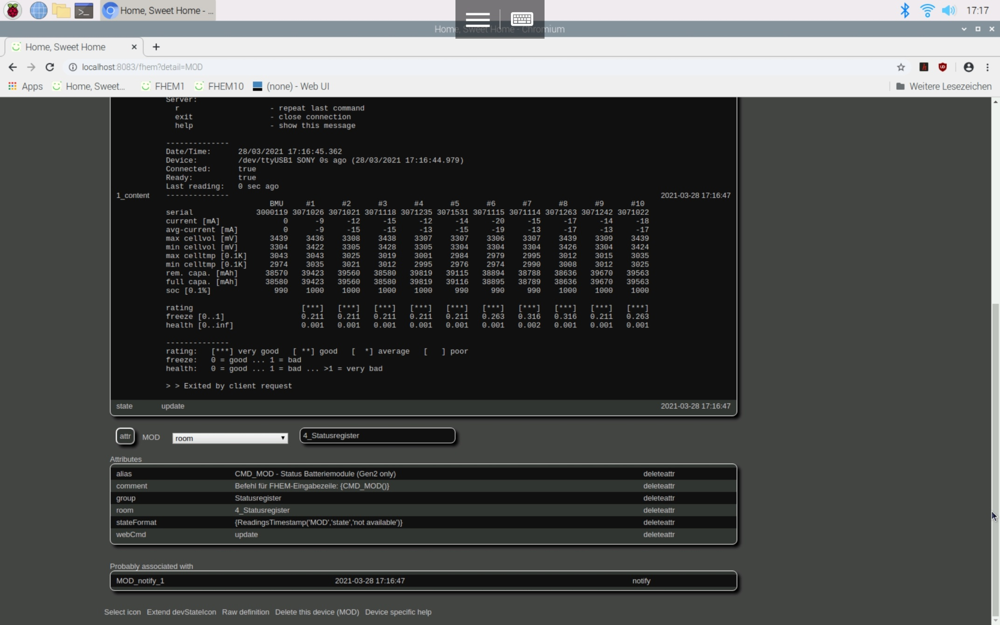 Home, Sweet Home - ...
17:17
Home, Sweet Home - Chromium
Home, Sweet Home
localhost:8083/fhem?detail=MOD
Apps Home, Sweet... FHEM1 FHEM10 (none) - Web UI Weitere Lesezeichen
Server:
r - repeat last command
exit - close connection
help - show this message
--------------
Date/Time: 28/03/2021 17:16:45.362
Device: /dev/ttyUSB1 SONY 0s ago (28/03/2021 17:16:44.979)
Connected: true
Ready: true
Last reading: 0 sec ago
1_content -------------- 2021-03-28 17:16:47
BMU #1 #2 #3 #4 #5 #6 #7 #8 #9 #10
serial 3000119 3071026 3071021 3071118 3071235 3071531 3071115 3071114 3071263 3071242 3071022
current [mA] 0 -9 -12 -15 -12 -14 -20 -15 -17 -14 -18
avg-current [mA] 0 -9 -15 -15 -13 -15 -19 -13 -17 -13 -17
max cellvol [mV] 3439 3436 3308 3438 3307 3307 3306 3307 3439 3309 3439
min cellvol [mV] 3304 3422 3305 3428 3305 3304 3304 3304 3426 3304 3424
max celltmp [0.1K] 3043 3043 3025 3019 3001 2984 2979 2995 3012 3015 3035
min celltmp [0.1K] 2974 3035 3021 3012 2995 2976 2974 2990 3008 3012 3025
rem. capa. [mAh] 38570 39423 39560 38580 39819 39115 38894 38788 38636 39670 39563
full capa. [mAh] 38580 39423 39560 38580 39819 39116 38895 38789 38636 39670 39563
soc [0.1%] 990 1000 1000 1000 1000 990 990 990 1000 1000 1000
rating [***] [***] [***] [***] [***] [***] [***] [***] [***] [***]
freeze [0..1] 0.211 0.211 0.211 0.211 0.211 0.263 0.316 0.316 0.211 0.263
health [0..inf] 0.001 0.001 0.001 0.001 0.001 0.001 0.002 0.001 0.001 0.001
--------------
rating: [***] very good [ **] good [ *] average [ ] poor
freeze: 0 = good ... 1 = bad
health: 0 = good ... 1 = bad ... >1 = very bad
> > Exited by client request
state update 2021-03-28 17:16:47
attr MOD room 4_Statusregister
Attributes
alias CMD_MOD - Status Batteriemodule (Gen2 only) deleteattr
comment Befehl für FHEM-Eingabezeile: {CMD_MOD()} deleteattr
group Statusregister deleteattr
room 4_Statusregister deleteattr
stateFormat {ReadingsTimestamp('MOD','state','not available')} deleteattr
webCmd update deleteattr
Probably associated with
MOD_notify_1 2021-03-28 17:16:47 notify
Select icon Extend devStateIcon Raw definition Delete this device (MOD) Device specific help